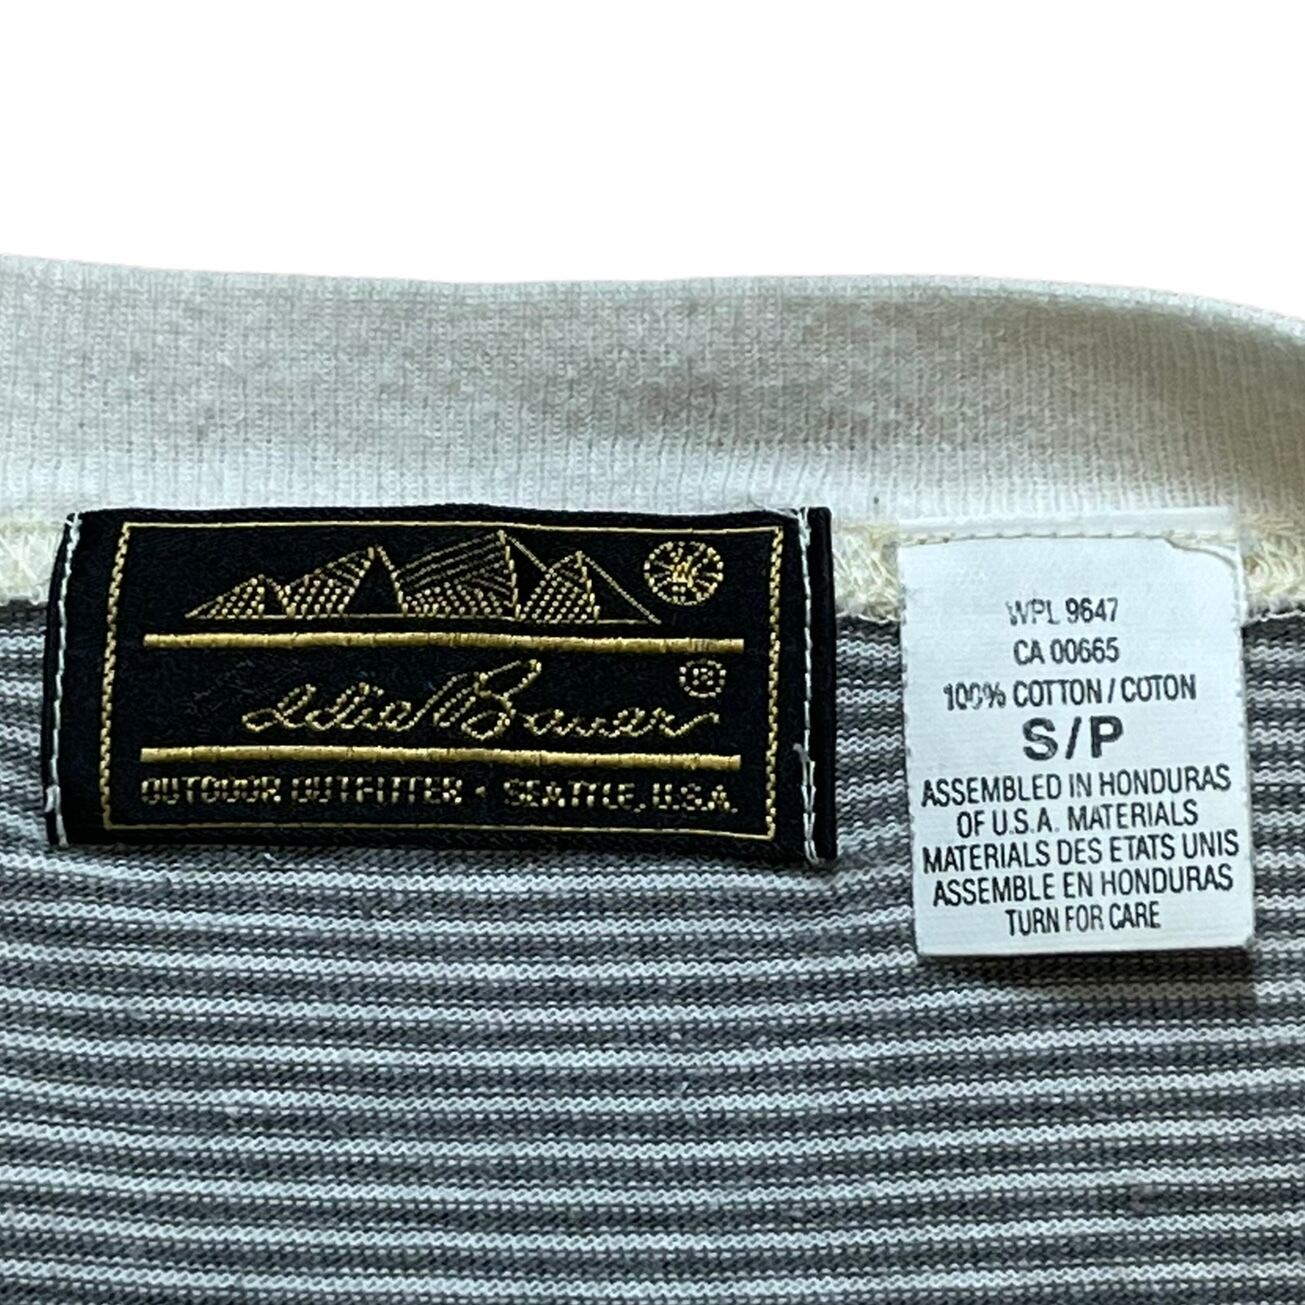 Eddie Bauer ®
OUTDOOR OUTFITTER · SEATTLE, U.S.A.
WPL 9647
CA 00665
100% COTTON / COTON
S/P
ASSEMBLED IN HONDURAS
OF U.S.A. MATERIALS
MATERIALS DES ETATS UNIS
ASSEMBLE EN HONDURAS
TURN FOR CARE